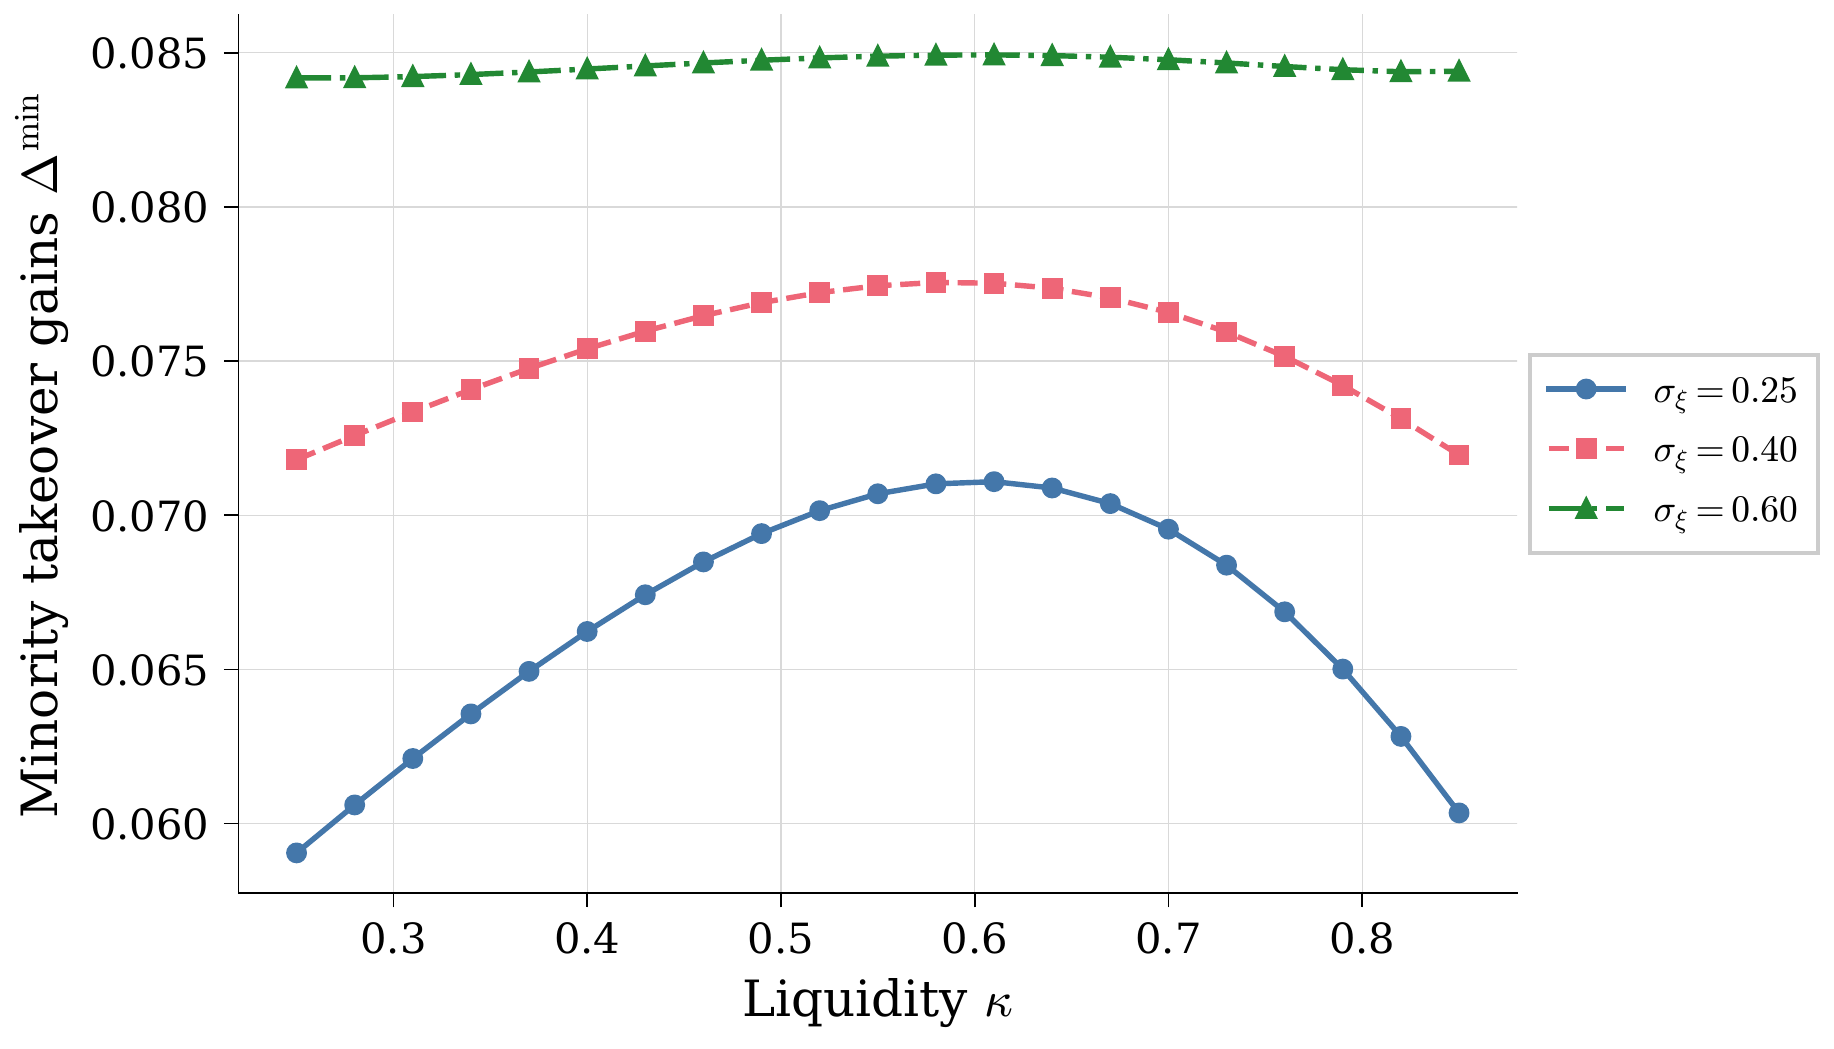 Minority takeover gains Δ^min
0.085
0.080
0.075
0.070
0.065
0.060
0.3 0.4 0.5 0.6 0.7 0.8
Liquidity κ
σ_ξ = 0.25
σ_ξ = 0.40
σ_ξ = 0.60